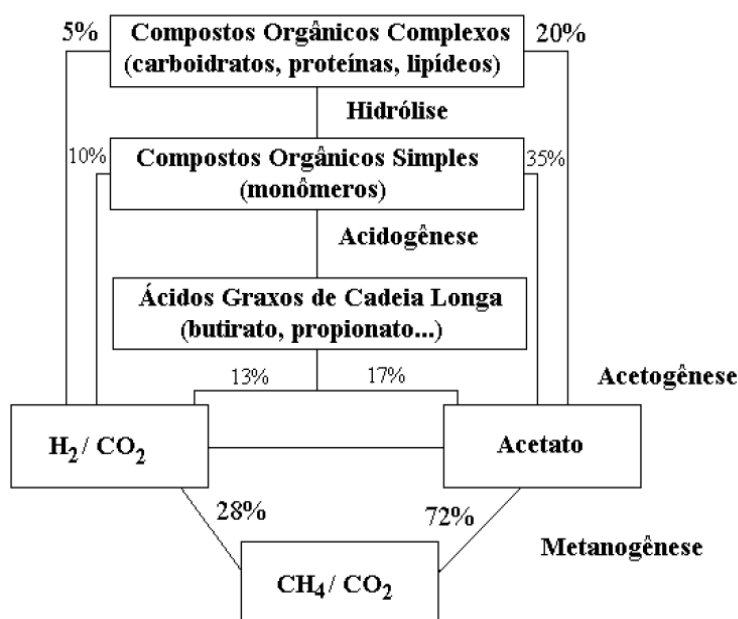 5%
Compostos Orgânicos Complexos
(carboidratos, proteínas, lipídeos)
20%
Hidrólise
10%
Compostos Orgânicos Simples
(monômeros)
35%
Acidogênese
Ácidos Graxos de Cadeia Longa
(butirato, propionato...)
13%
17%
Acetogênese
H2 / CO2
Acetato
28%
72%
Metanogênese
CH4 / CO2